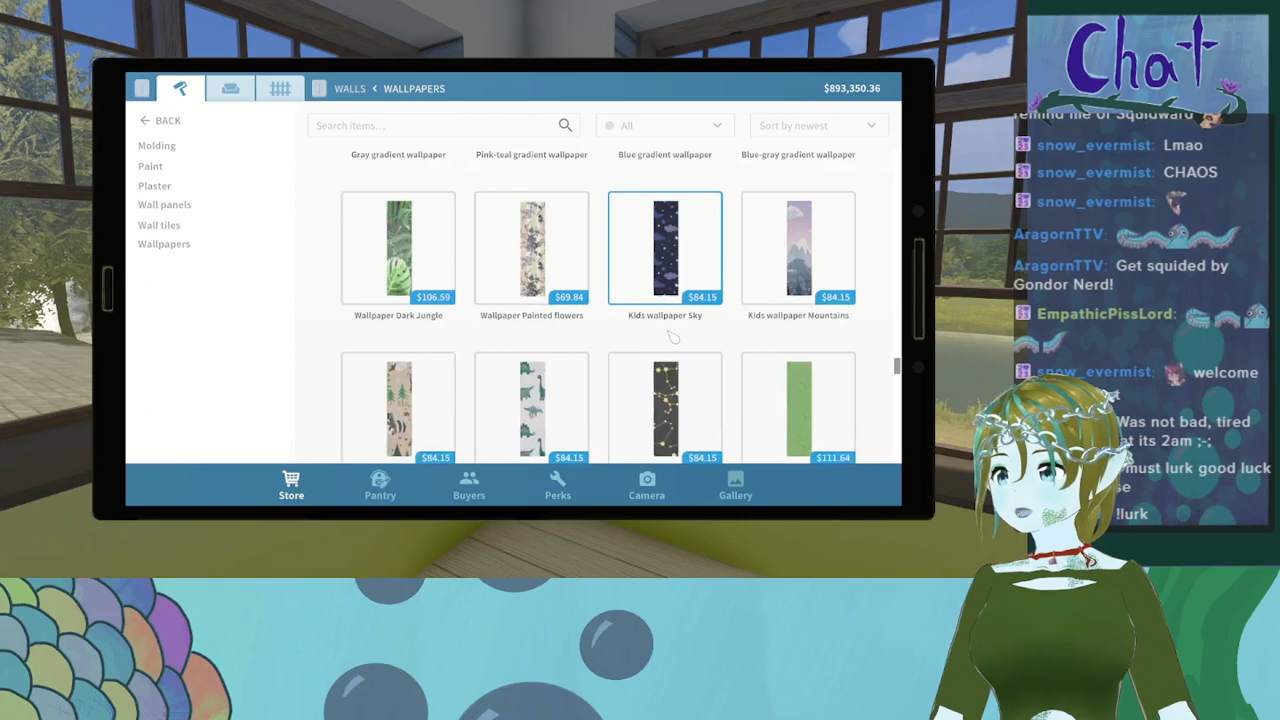 WALLS < WALLPAPERS
$893,350.36
BACK
Search items...
All
Sort by newest
Molding
Paint
Plaster
Wall panels
Wall tiles
Wallpapers
Gray gradient wallpaper
Pink-teal gradient wallpaper
Blue gradient wallpaper
Blue-gray gradient wallpaper
$106.59
$69.84
$84.15
$84.15
Wallpaper Dark Jungle
Wallpaper Painted flowers
Kids wallpaper Sky
Kids wallpaper Mountains
$84.15
$84.15
$84.15
$111.64
Store
Pantry
Buyers
Perks
Camera
Gallery
Chat
remind me of Squidward
snow_evermist: Lmao
snow_evermist: CHAOS
snow_evermist:
AragornTTV:
AragornTTV: Get squided by
Gondor Nerd!
EmpathicPissLord:
snow_evermist: welcome
Was not bad, tired
at its 2am ;-;
must lurk good luck
se
!lurk